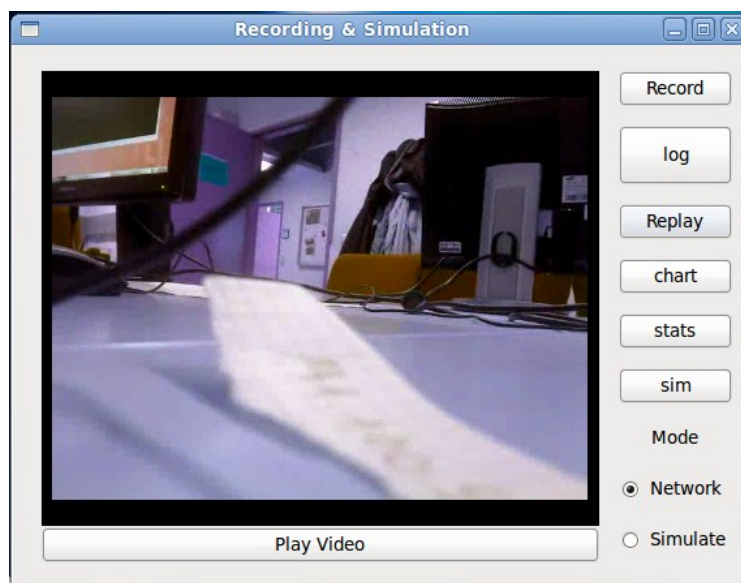 Recording & Simulation
Record
log
Replay
chart
stats
sim
Mode
Network
Simulate
Play Video